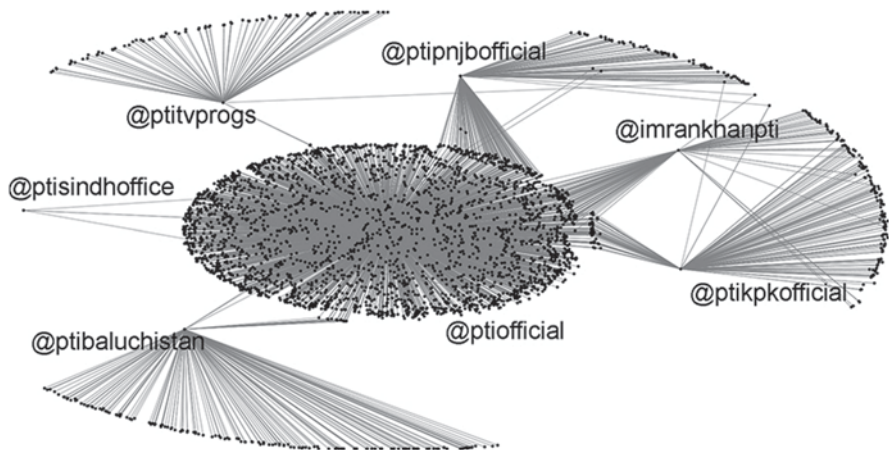 @ptipnjbofficial
@ptitvprogs
@imrankhanpti
@ptisindhoffice
@ptikpkofficial
@ptiofficial
@ptibaluchistan